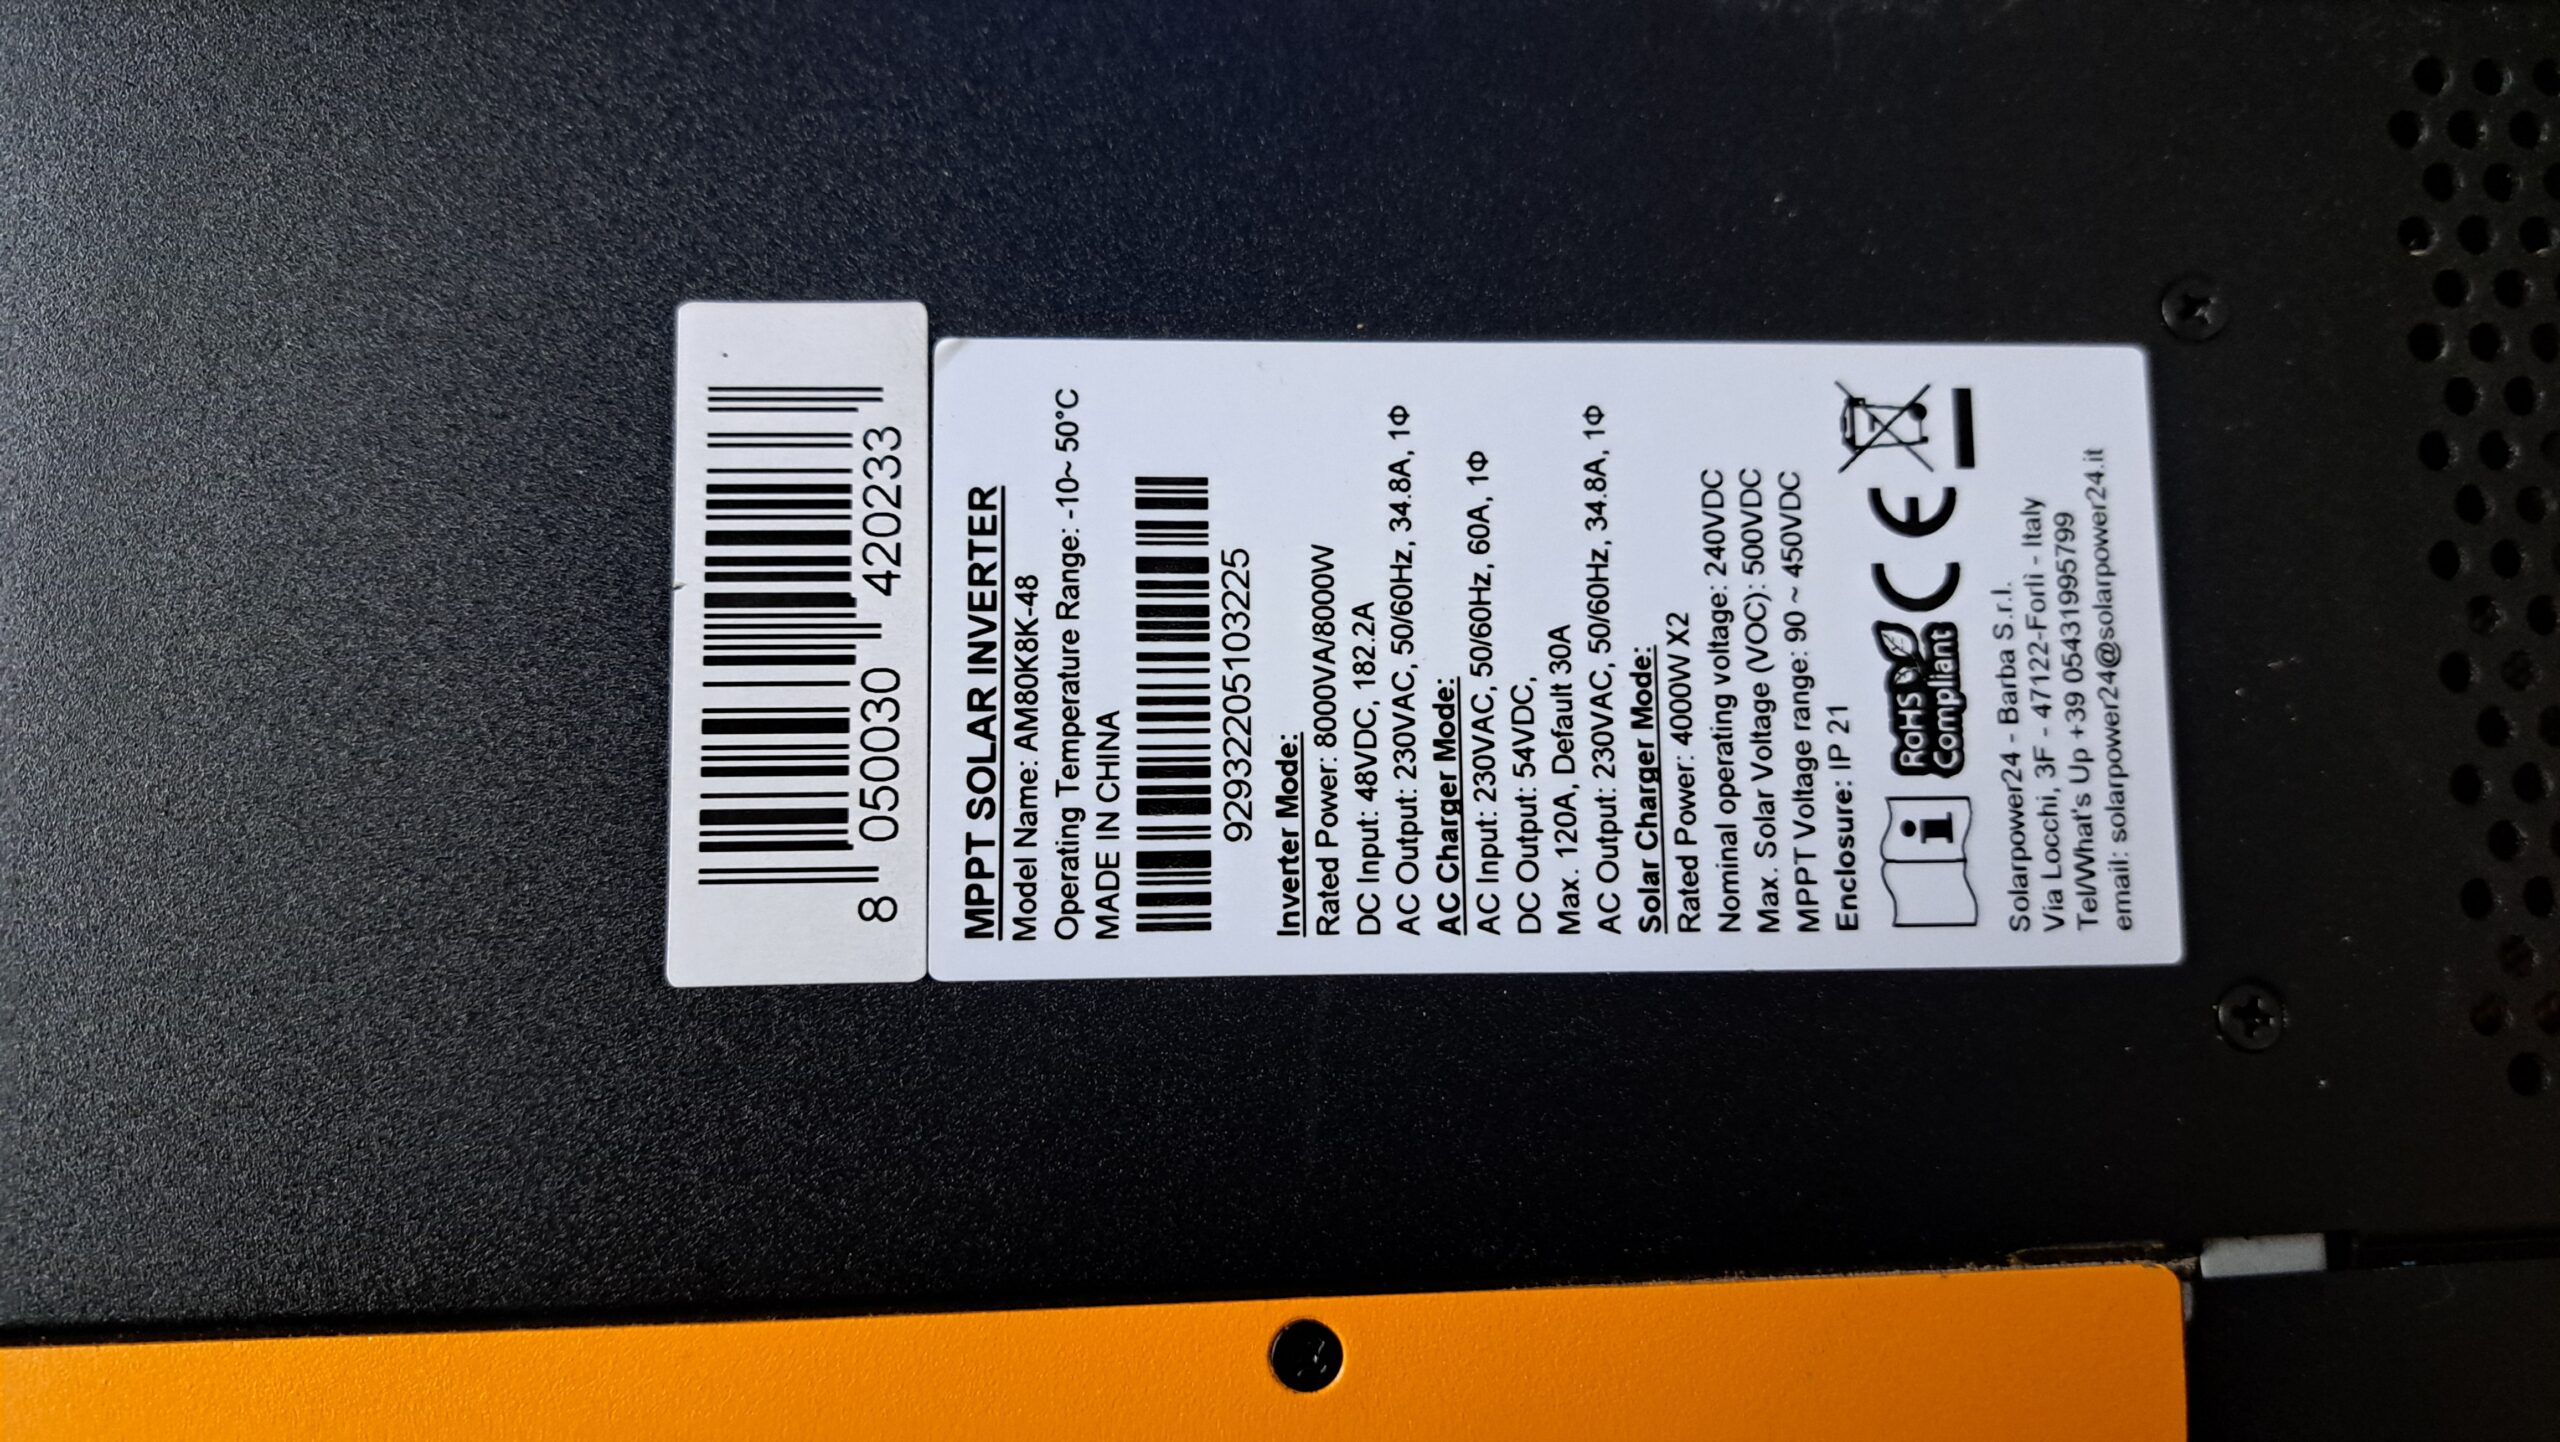 8 050030 420233
MPPT SOLAR INVERTER
Model Name: AM80K8K-48
Operating Temperature Range: -10~ 50°C
MADE IN CHINA
92932205103225
Inverter Mode:
Rated Power: 8000VA/8000W
DC Input: 48VDC, 182.2A
AC Output: 230VAC, 50/60Hz, 34.8A, 1Φ
AC Charger Mode:
AC Input: 230VAC, 50/60Hz, 60A, 1Φ
DC Output: 54VDC,
Max. 120A, Default 30A
AC Output: 230VAC, 50/60Hz, 34.8A, 1Φ
Solar Charger Mode:
Rated Power: 4000W X2
Nominal operating voltage: 240VDC
Max. Solar Voltage (VOC): 500VDC
MPPT Voltage range: 90 ~ 450VDC
Enclosure: IP 21
i
RoHS
Compliant
CE
Solarpower24 - Barba S.r.l.
Via Locchi, 3F - 47122-Forlì - Italy
Tel/What's Up +39 05431995799
email: solarpower24@solarpower24.it